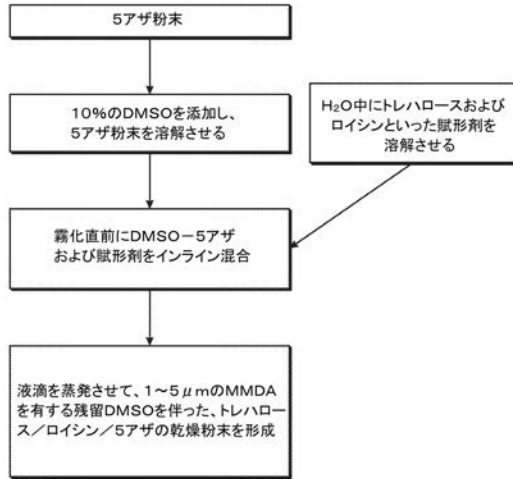 5アザ粉末
10%のDMSOを添加し、
5アザ粉末を溶解させる
H₂O中にトレハロースおよび
ロイシンといった賦形剤を
溶解させる
霧化直前にDMSO-5アザ
および賦形剤をインライン混合
液滴を蒸発させて、1~5μmのMMDA
を有する残留DMSOを伴った、トレハロー
ス/ロイシン/5アザの乾燥粉末を形成